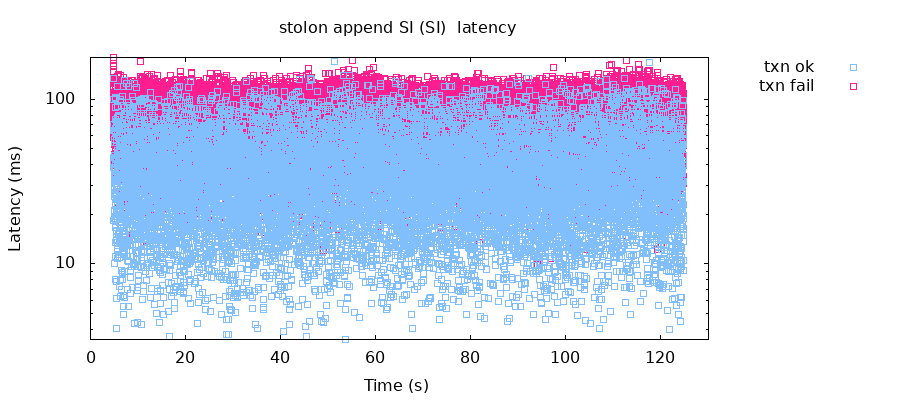 stolon append SI (SI)  latency
txn ok
txn fail
Latency (ms)
100
10
0 20 40 60 80 100 120
Time (s)